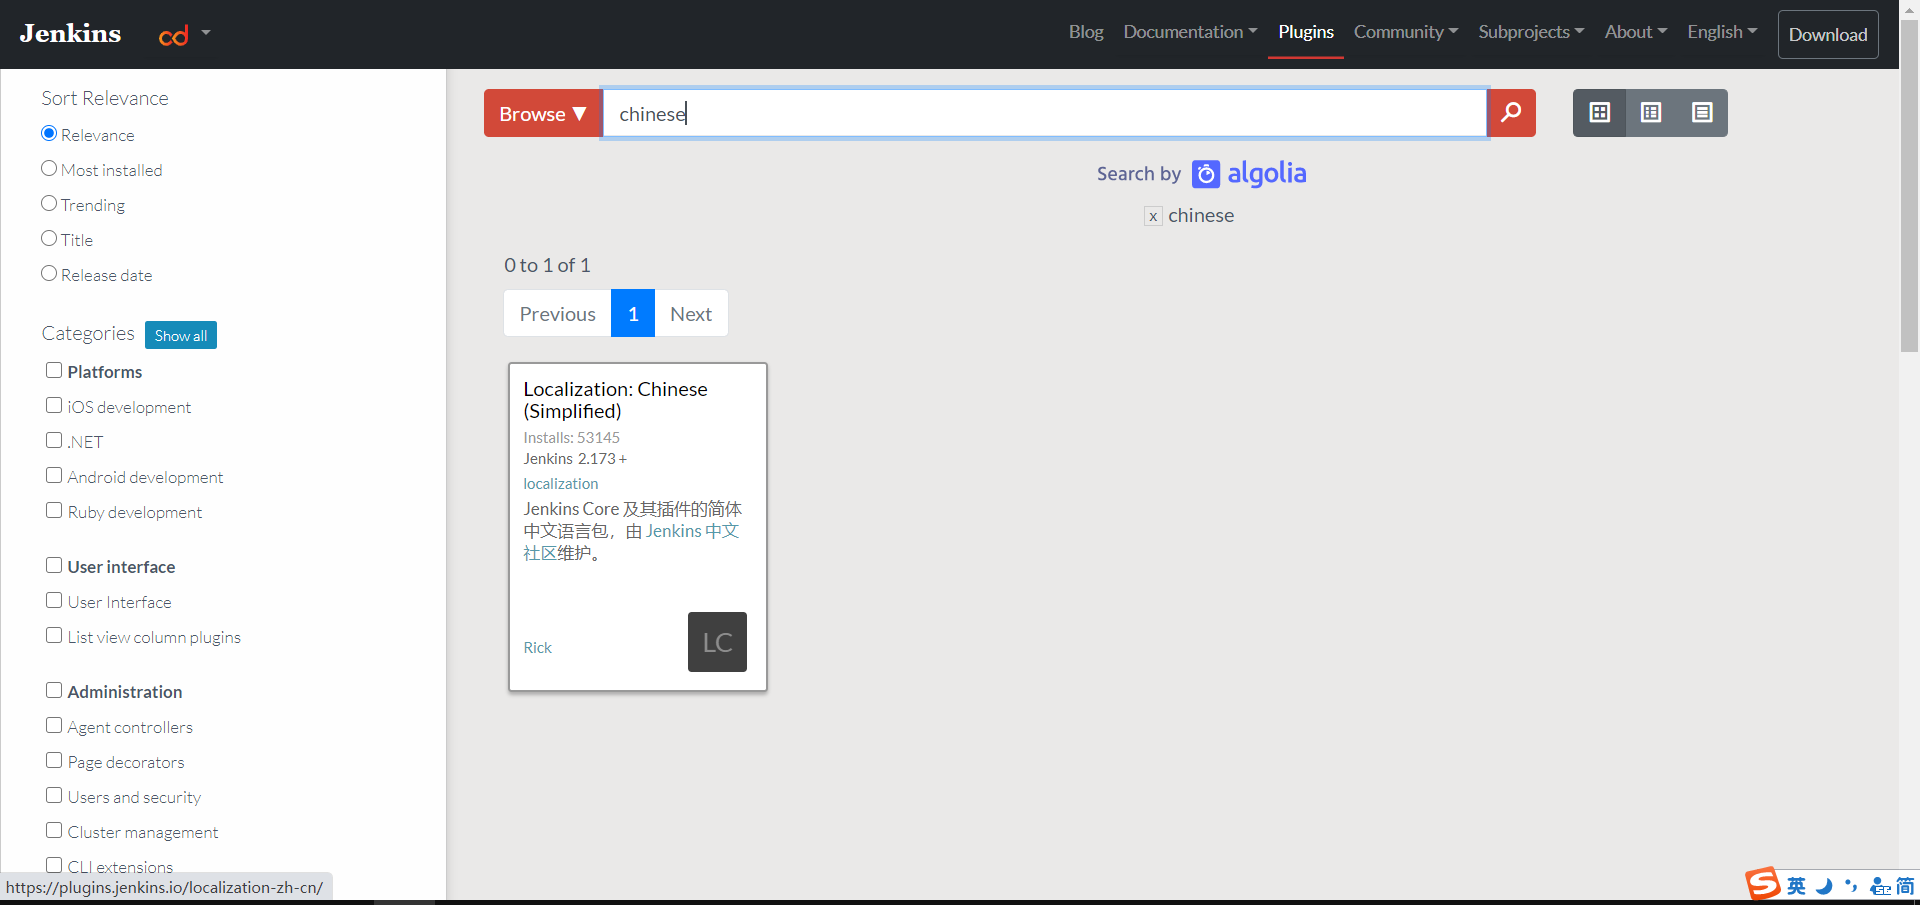 Jenkins
Blog Documentation Plugins Community Subprojects About English Download
Sort Relevance
Relevance
Most installed
Trending
Title
Release date
Categories Show all
Platforms
iOS development
.NET
Android development
Ruby development
User interface
User Interface
List view column plugins
Administration
Agent controllers
Page decorators
Users and security
Cluster management
CLI extensions
https://plugins.jenkins.io/localization-zh-cn/
Browse ▼ chinese
Search by algolia
x chinese
0 to 1 of 1
Previous 1 Next
Localization: Chinese
(Simplified)
Installs: 53145
Jenkins 2.173 +
localization
Jenkins Core 及其插件的简体
中文语言包，由 Jenkins 中文
社区维护。
Rick
LC
英 简